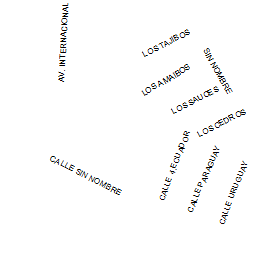 AV. INTERNACIONAL
LOS TAJIBOS
SIN NOMBRE
LOS AMAIBOS
LOS SAUCES
LOS CEDROS
CALLE 4,ECUADOR
CALLE PARAGUAY
CALLE URUGUAY
CALLE SIN NOMBRE